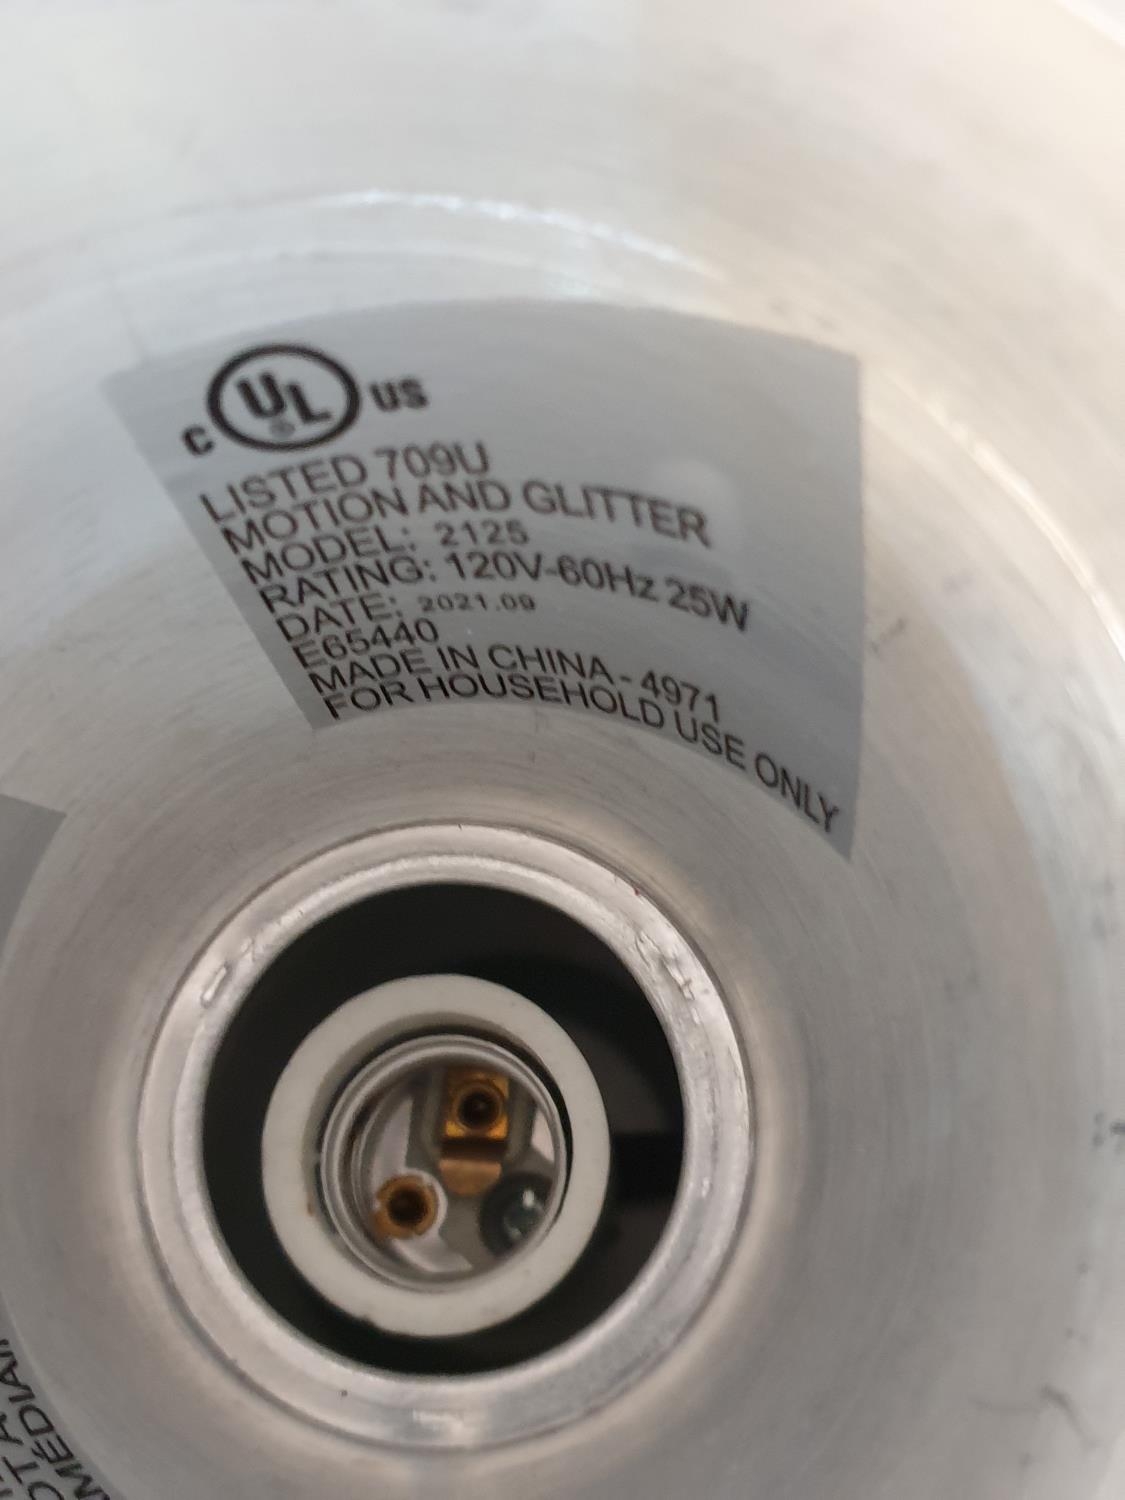 C UL ® US
LISTED 709U
MOTION AND GLITTER
MODEL: 2125
RATING: 120V-60Hz 25W
DATE: 2021.09
E65440
MADE IN CHINA - 4971
FOR HOUSEHOLD USE ONLY